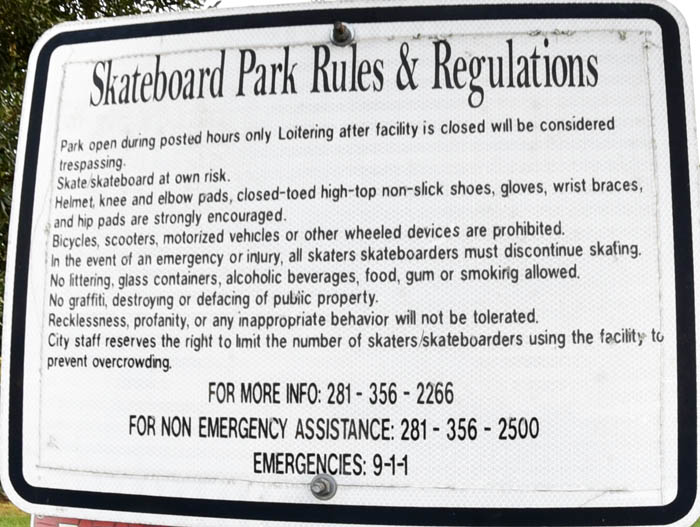 Skateboard Park Rules & Regulations
Park open during posted hours only Loitering after facility is closed will be considered
trespassing.
Skate/skateboard at own risk.
Helmet, knee and elbow pads, closed-toed high-top non-slick shoes, gloves, wrist braces,
and hip pads are strongly encouraged.
Bicycles, scooters, motorized vehicles or other wheeled devices are prohibited.
In the event of an emergency or injury, all skaters skateboarders must discontinue skating.
No littering, glass containers, alcoholic beverages, food, gum or smoking allowed.
No graffiti, destroying or defacing of public property.
Recklessness, profanity, or any inappropriate behavior will not be tolerated.
City staff reserves the right to limit the number of skaters/skateboarders using the facility to
prevent overcrowding.
FOR MORE INFO: 281 - 356 - 2266
FOR NON EMERGENCY ASSISTANCE: 281 - 356 - 2500
EMERGENCIES: 9-1-1